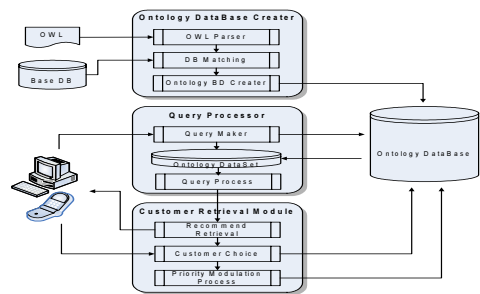 Ontology DataBase Creater
OWL
OWL Parser
DB Matching
Base DB
Ontology BD Creater
Query Processor
Query Maker
Ontology DataBase
Ontology DataSet
Query Process
Customer Retrieval Module
Recommend
Retrieval
Customer Choice
Priority Modulation
Process